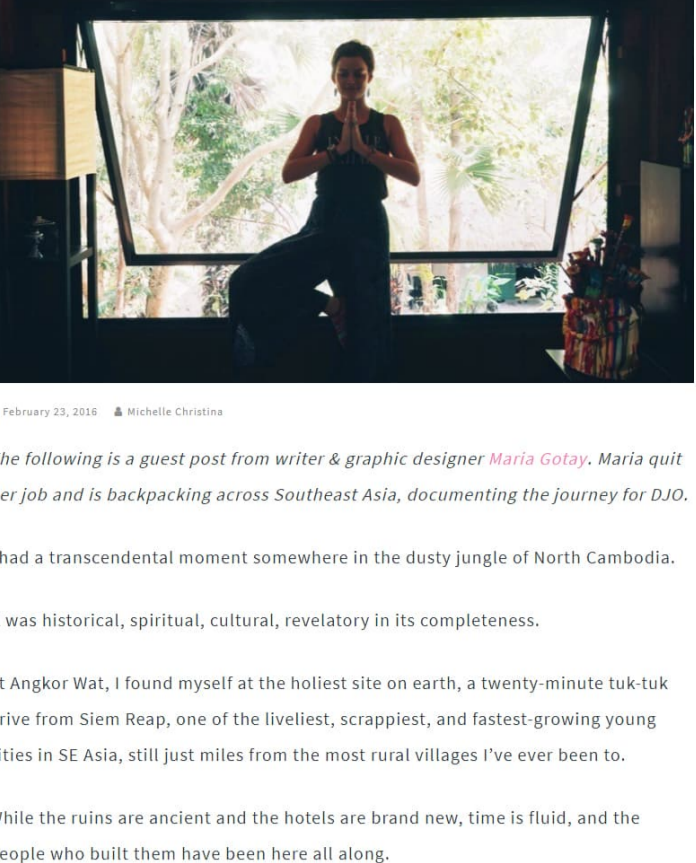 February 23, 2016 Michelle Christina
he following is a guest post from writer & graphic designer Maria Gotay. Maria quit
er job and is backpacking across Southeast Asia, documenting the journey for DJO.
had a transcendental moment somewhere in the dusty jungle of North Cambodia.
was historical, spiritual, cultural, revelatory in its completeness.
t Angkor Wat, I found myself at the holiest site on earth, a twenty-minute tuk-tuk
rive from Siem Reap, one of the liveliest, scrappiest, and fastest-growing young
ities in SE Asia, still just miles from the most rural villages I've ever been to.
hile the ruins are ancient and the hotels are brand new, time is fluid, and the
eople who built them have been here all along.